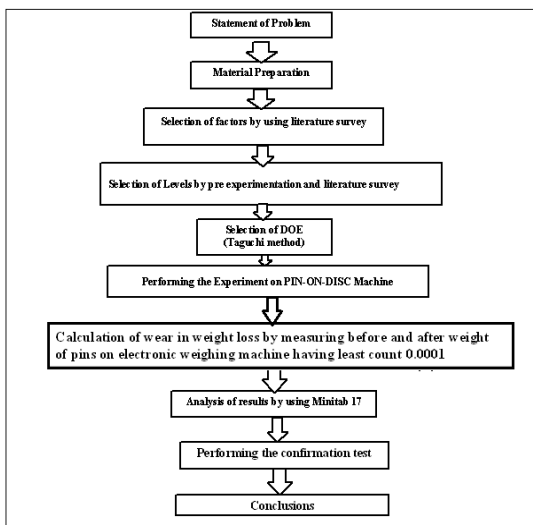 Statement of Problem
Material Preparation
Selection of factors by using literature survey
Selection of Levels by pre experimentation and literature survey
Selection of DOE
(Taguchi method)
Performing the Experiment on PIN-ON-DISC Machine
Calculation of wear in weight loss by measuring before and after weight
of pins on electronic weighing machine having least count 0.0001
Analysis of results by using Minitab 17
Performing the confirmation test
Conclusions